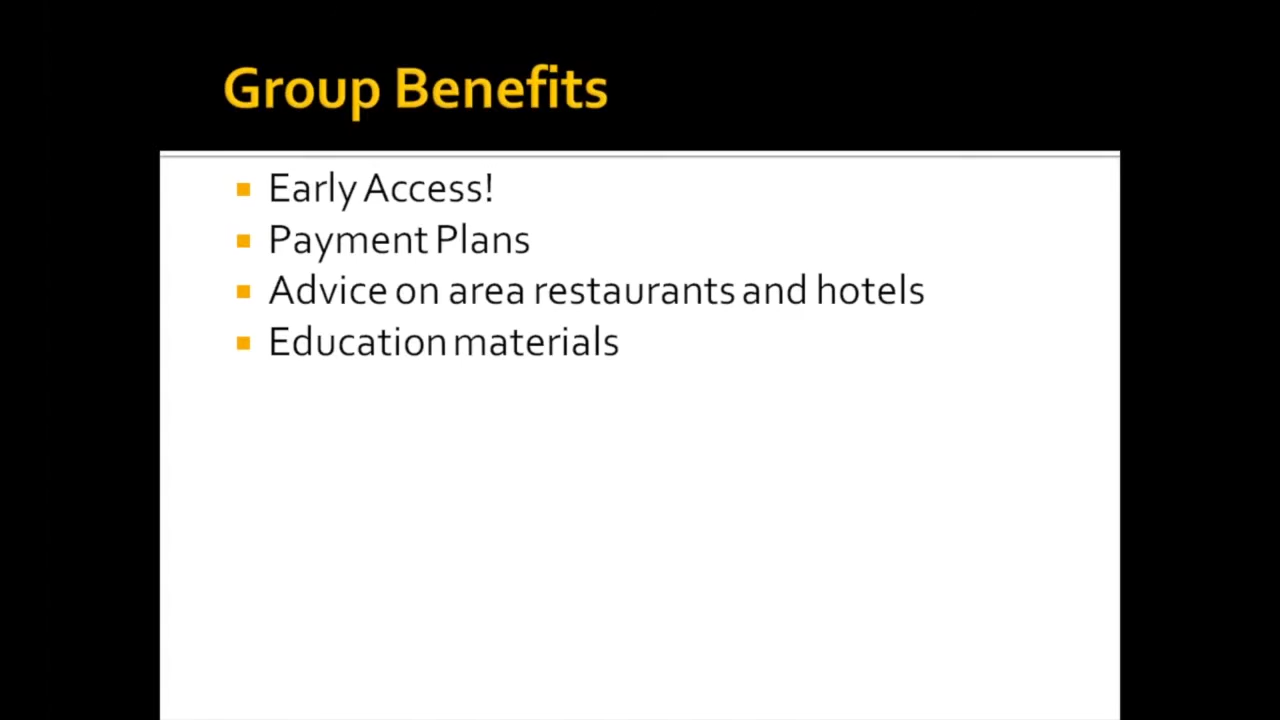 Group Benefits
Early Access!
Payment Plans
Advice on area restaurants and hotels
Education materials